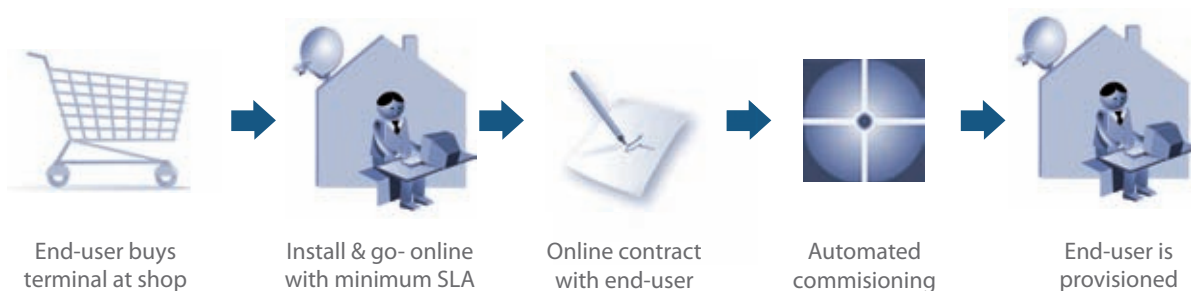 End-user buys
terminal at shop
Install & go- online
with minimum SLA
Online contract
with end-user
Automated
commisioning
End-user is
provisioned